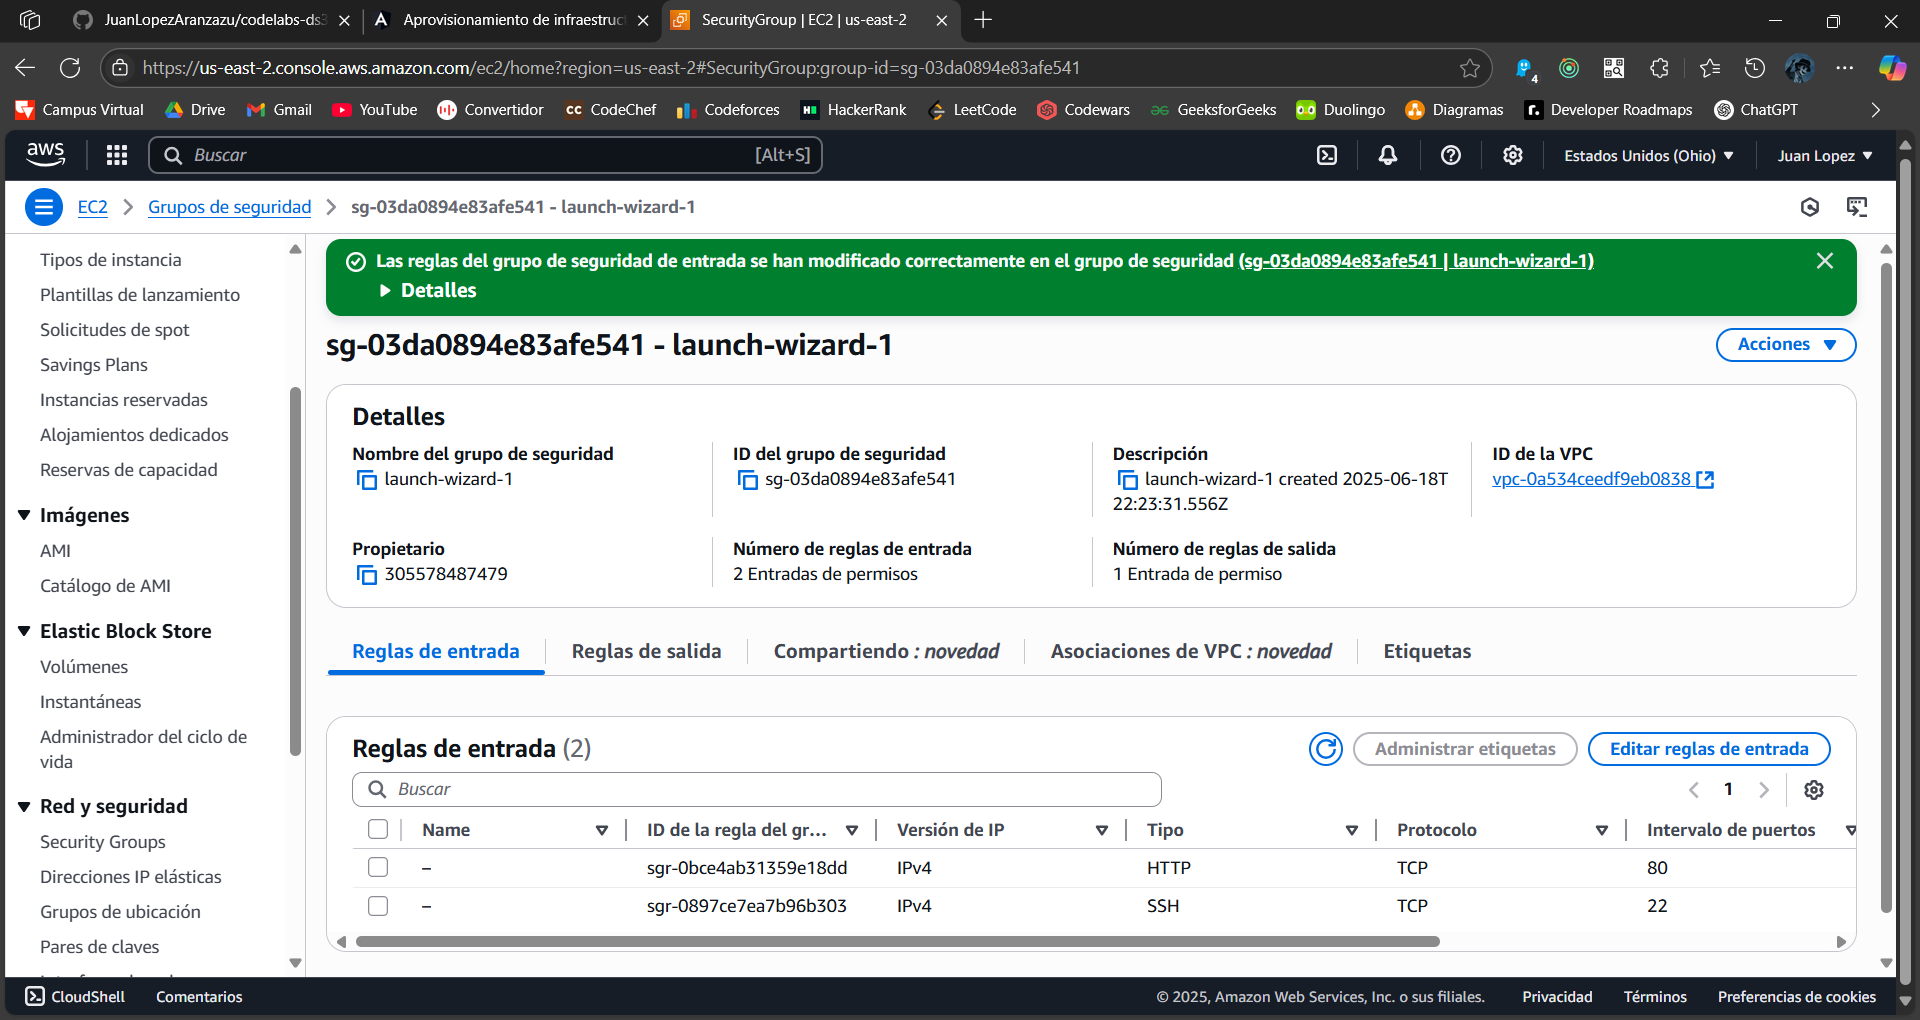 JuanLopezAranzazu/codelabs-ds3
Aprovisionamiento de infraestruc
SecurityGroup | EC2 | us-east-2
https://us-east-2.console.aws.amazon.com/ec2/home?region=us-east-2#SecurityGroup:group-id=sg-03da0894e83afe541
4
Campus Virtual
Drive
Gmail
YouTube
Convertidor
CC CodeChef
Codeforces
HackerRank
LeetCode
Codewars
GeeksforGeeks
Duolingo
Diagramas
r. Developer Roadmaps
ChatGPT
aws
Buscar
[Alt+S]
Estados Unidos (Ohio)
Juan Lopez
EC2
Grupos de seguridad
sg-03da0894e83afe541 - launch-wizard-1
Tipos de instancia
Plantillas de lanzamiento
Solicitudes de spot
Savings Plans
Instancias reservadas
Alojamientos dedicados
Reservas de capacidad
Imágenes
AMI
Catálogo de AMI
Elastic Block Store
Volúmenes
Instantáneas
Administrador del ciclo de
vida
Red y seguridad
Security Groups
Direcciones IP elásticas
Grupos de ubicación
Pares de claves
Las reglas del grupo de seguridad de entrada se han modificado correctamente en el grupo de seguridad (sg-03da0894e83afe541 | launch-wizard-1)
Detalles
sg-03da0894e83afe541 - launch-wizard-1
Acciones
Detalles
Nombre del grupo de seguridad
launch-wizard-1
ID del grupo de seguridad
sg-03da0894e83afe541
Descripción
launch-wizard-1 created 2025-06-18T
22:23:31.556Z
ID de la VPC
vpc-0a534ceedf9eb0838
Propietario
305578487479
Número de reglas de entrada
2 Entradas de permisos
Número de reglas de salida
1 Entrada de permiso
Reglas de entrada
Reglas de salida
Compartiendo : novedad
Asociaciones de VPC : novedad
Etiquetas
Reglas de entrada (2)
Administrar etiquetas
Editar reglas de entrada
Buscar
1
Name
ID de la regla del gr...
Versión de IP
Tipo
Protocolo
Intervalo de puertos
– sgr-0bce4ab31359e18dd IPv4 HTTP TCP 80
– sgr-0897ce7ea7b96b303 IPv4 SSH TCP 22
CloudShell
Comentarios
© 2025, Amazon Web Services, Inc. o sus filiales.
Privacidad
Términos
Preferencias de cookies